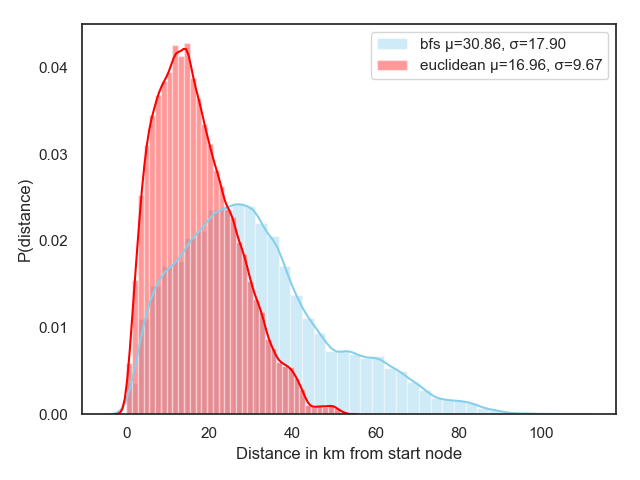 bfs μ=30.86, σ=17.90
euclidean μ=16.96, σ=9.67
P(distance)
0.04
0.03
0.02
0.01
0.00
0 20 40 60 80 100
Distance in km from start node